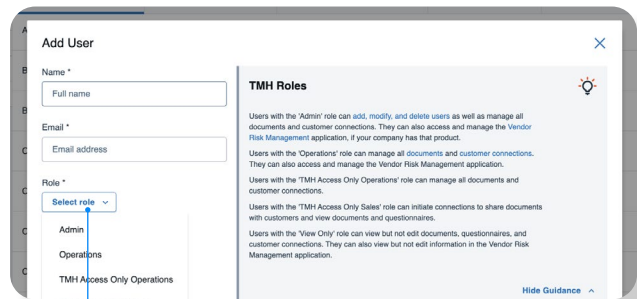 Add User
Name *
Full name
Email *
Email address
Role *
Select role
Admin
Operations
TMH Access Only Operations
TMH Roles
Users with the 'Admin' role can add, modify, and delete users as well as manage all
documents and customer connections. They can also access and manage the Vendor
Risk Management application, if your company has that product.
Users with the 'Operations' role can manage all documents and customer connections.
They can also access and manage the Vendor Risk Management application.
Users with the 'TMH Access Only Operations' role can manage all documents and
customer connections.
Users with the 'TMH Access Only Sales' role can initiate connections to share documents
with customers and view documents and questionnaires.
Users with the 'View Only' role can view but not edit documents, questionnaires, and
customer connections. They can also view but not edit information in the Vendor Risk
Management application.
Hide Guidance